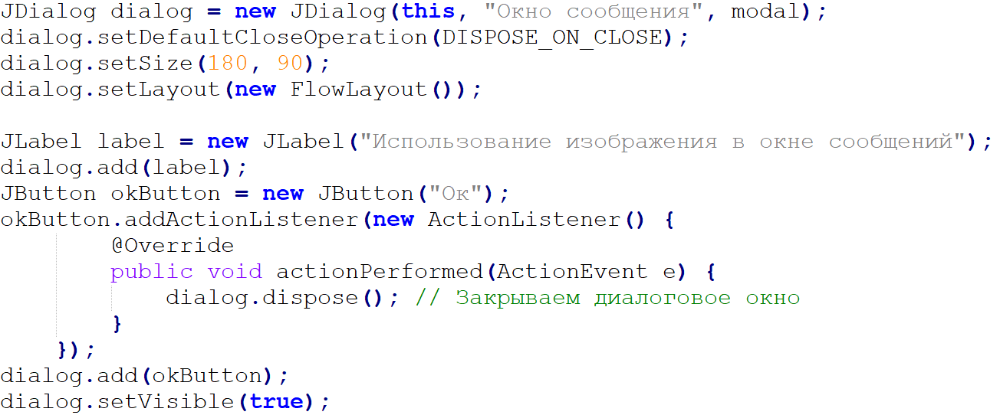 JDialog dialog = new JDialog(this, "Окно сообщения", modal);
dialog.setDefaultCloseOperation(DISPOSE_ON_CLOSE);
dialog.setSize(180, 90);
dialog.setLayout(new FlowLayout());

JLabel label = new JLabel("Использование изображения в окне сообщений");
dialog.add(label);
JButton okButton = new JButton("Ок");
okButton.addActionListener(new ActionListener() {
        @Override
        public void actionPerformed(ActionEvent e) {
            dialog.dispose(); // Закрываем диалоговое окно
        }
    });
dialog.add(okButton);
dialog.setVisible(true);